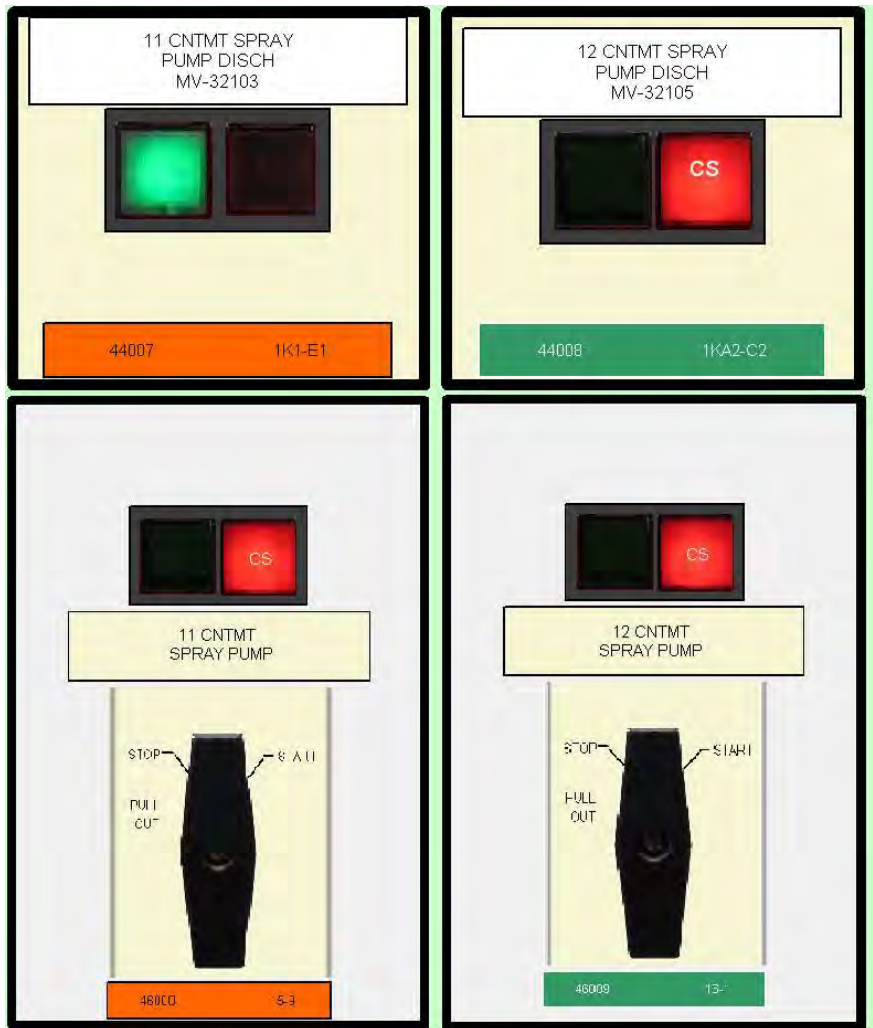 11 CNTMT SPRAY
PUMP DISCH
MV-32103
12 CNTMT SPRAY
PUMP DISCH
MV-32105
CS
44007 1K1-E1
44008 1KA2-C2
CS
CS
11 CNTMT
SPRAY PUMP
12 CNTMT
SPRAY PUMP
STOP
PULL
OUT
STOP START
PULL
OUT
46009